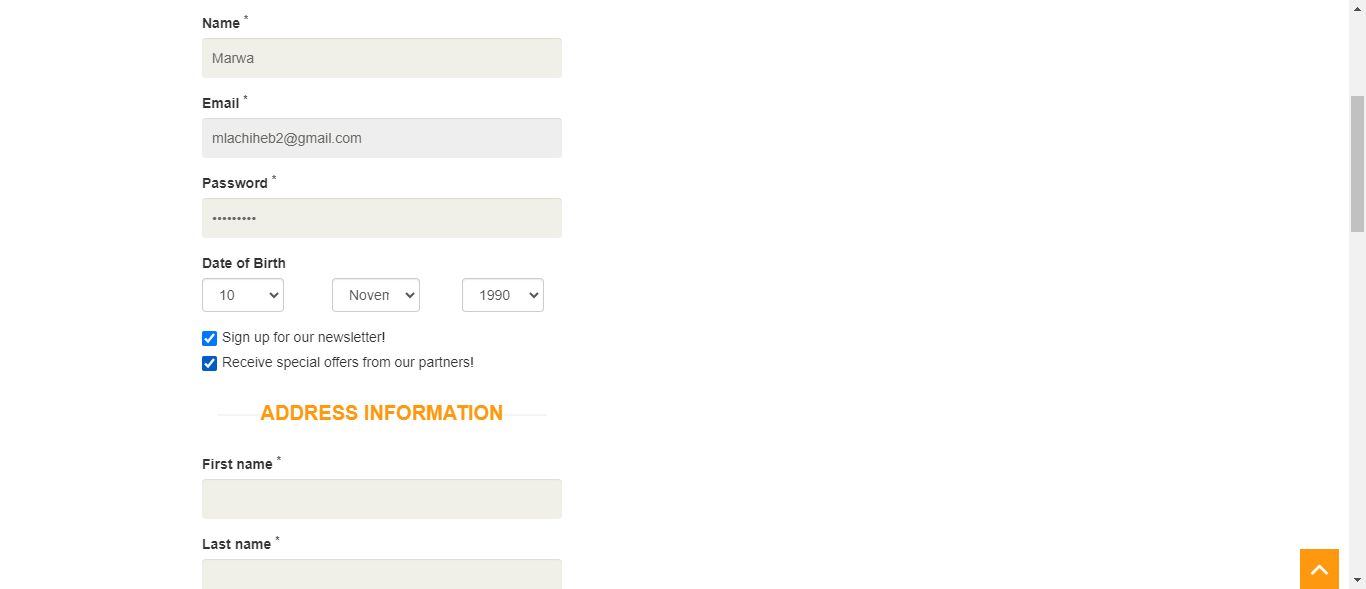 Name *
Marwa
Email *
mlachiheb2@gmail.com
Password *
•••••••••
Date of Birth
10 Novem 1990
Sign up for our newsletter!
Receive special offers from our partners!
ADDRESS INFORMATION
First name *
Last name *